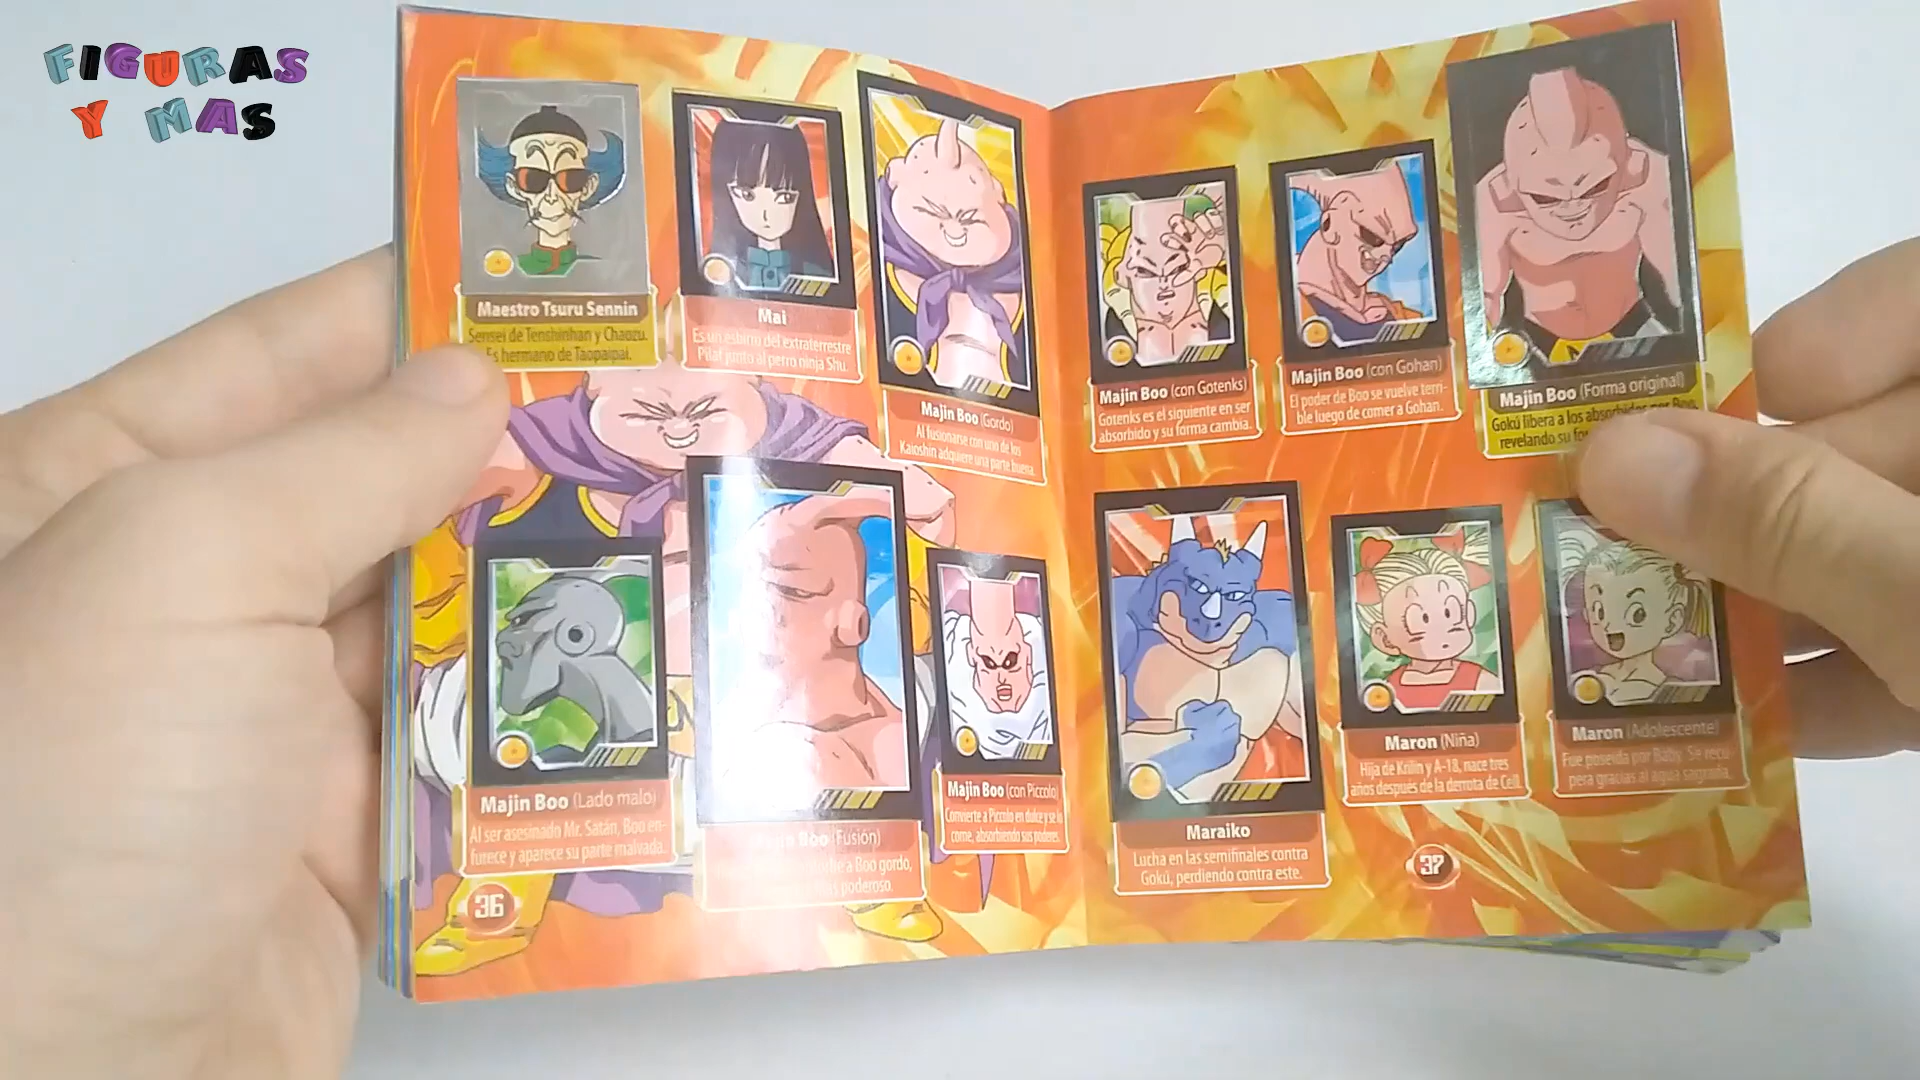 FIGURAS
Y MAS
Maestro Tsuru Sennin
Sensei de Tenshinhan y Chaozu.
Es hermano de Taopaipai.
Mai
Es un esbirro del extraterrestre
Pilaf junto al perro ninja Shu.
Majin Boo (Gordo)
Al fusionarse con uno de los
Kaioshin adquiere una parte buena.
Majin Boo (Lado malo)
Al ser asesinado Mr. Satán, Boo en-
furece y aparece su parte malvada.
Boo (Fusión)
a Boo gordo,
más poderoso.
Majin Boo (con Piccolo)
Convierte a Piccolo en dulce y se lo
come, absorbiendo sus poderes.
36
Majin Boo (con Gotenks)
Gotenks es el siguiente en ser
absorbido y su forma cambia.
Majin Boo (con Gohan)
El poder de Boo se vuelve terri-
ble luego de comer a Gohan.
Majin Boo (Forma original)
Gokú libera a los absorbidos por Boo,
revelando su
Maraiko
Lucha en las semifinales contra
Gokú, perdiendo contra este.
Maron (Niña)
Hija de Krilin y A-18, nace tres
años después de la derrota de Cell.
Maron (Adolescente)
Fue poseida por Baby. Se recu-
pera gracias al agua sagrada.
37